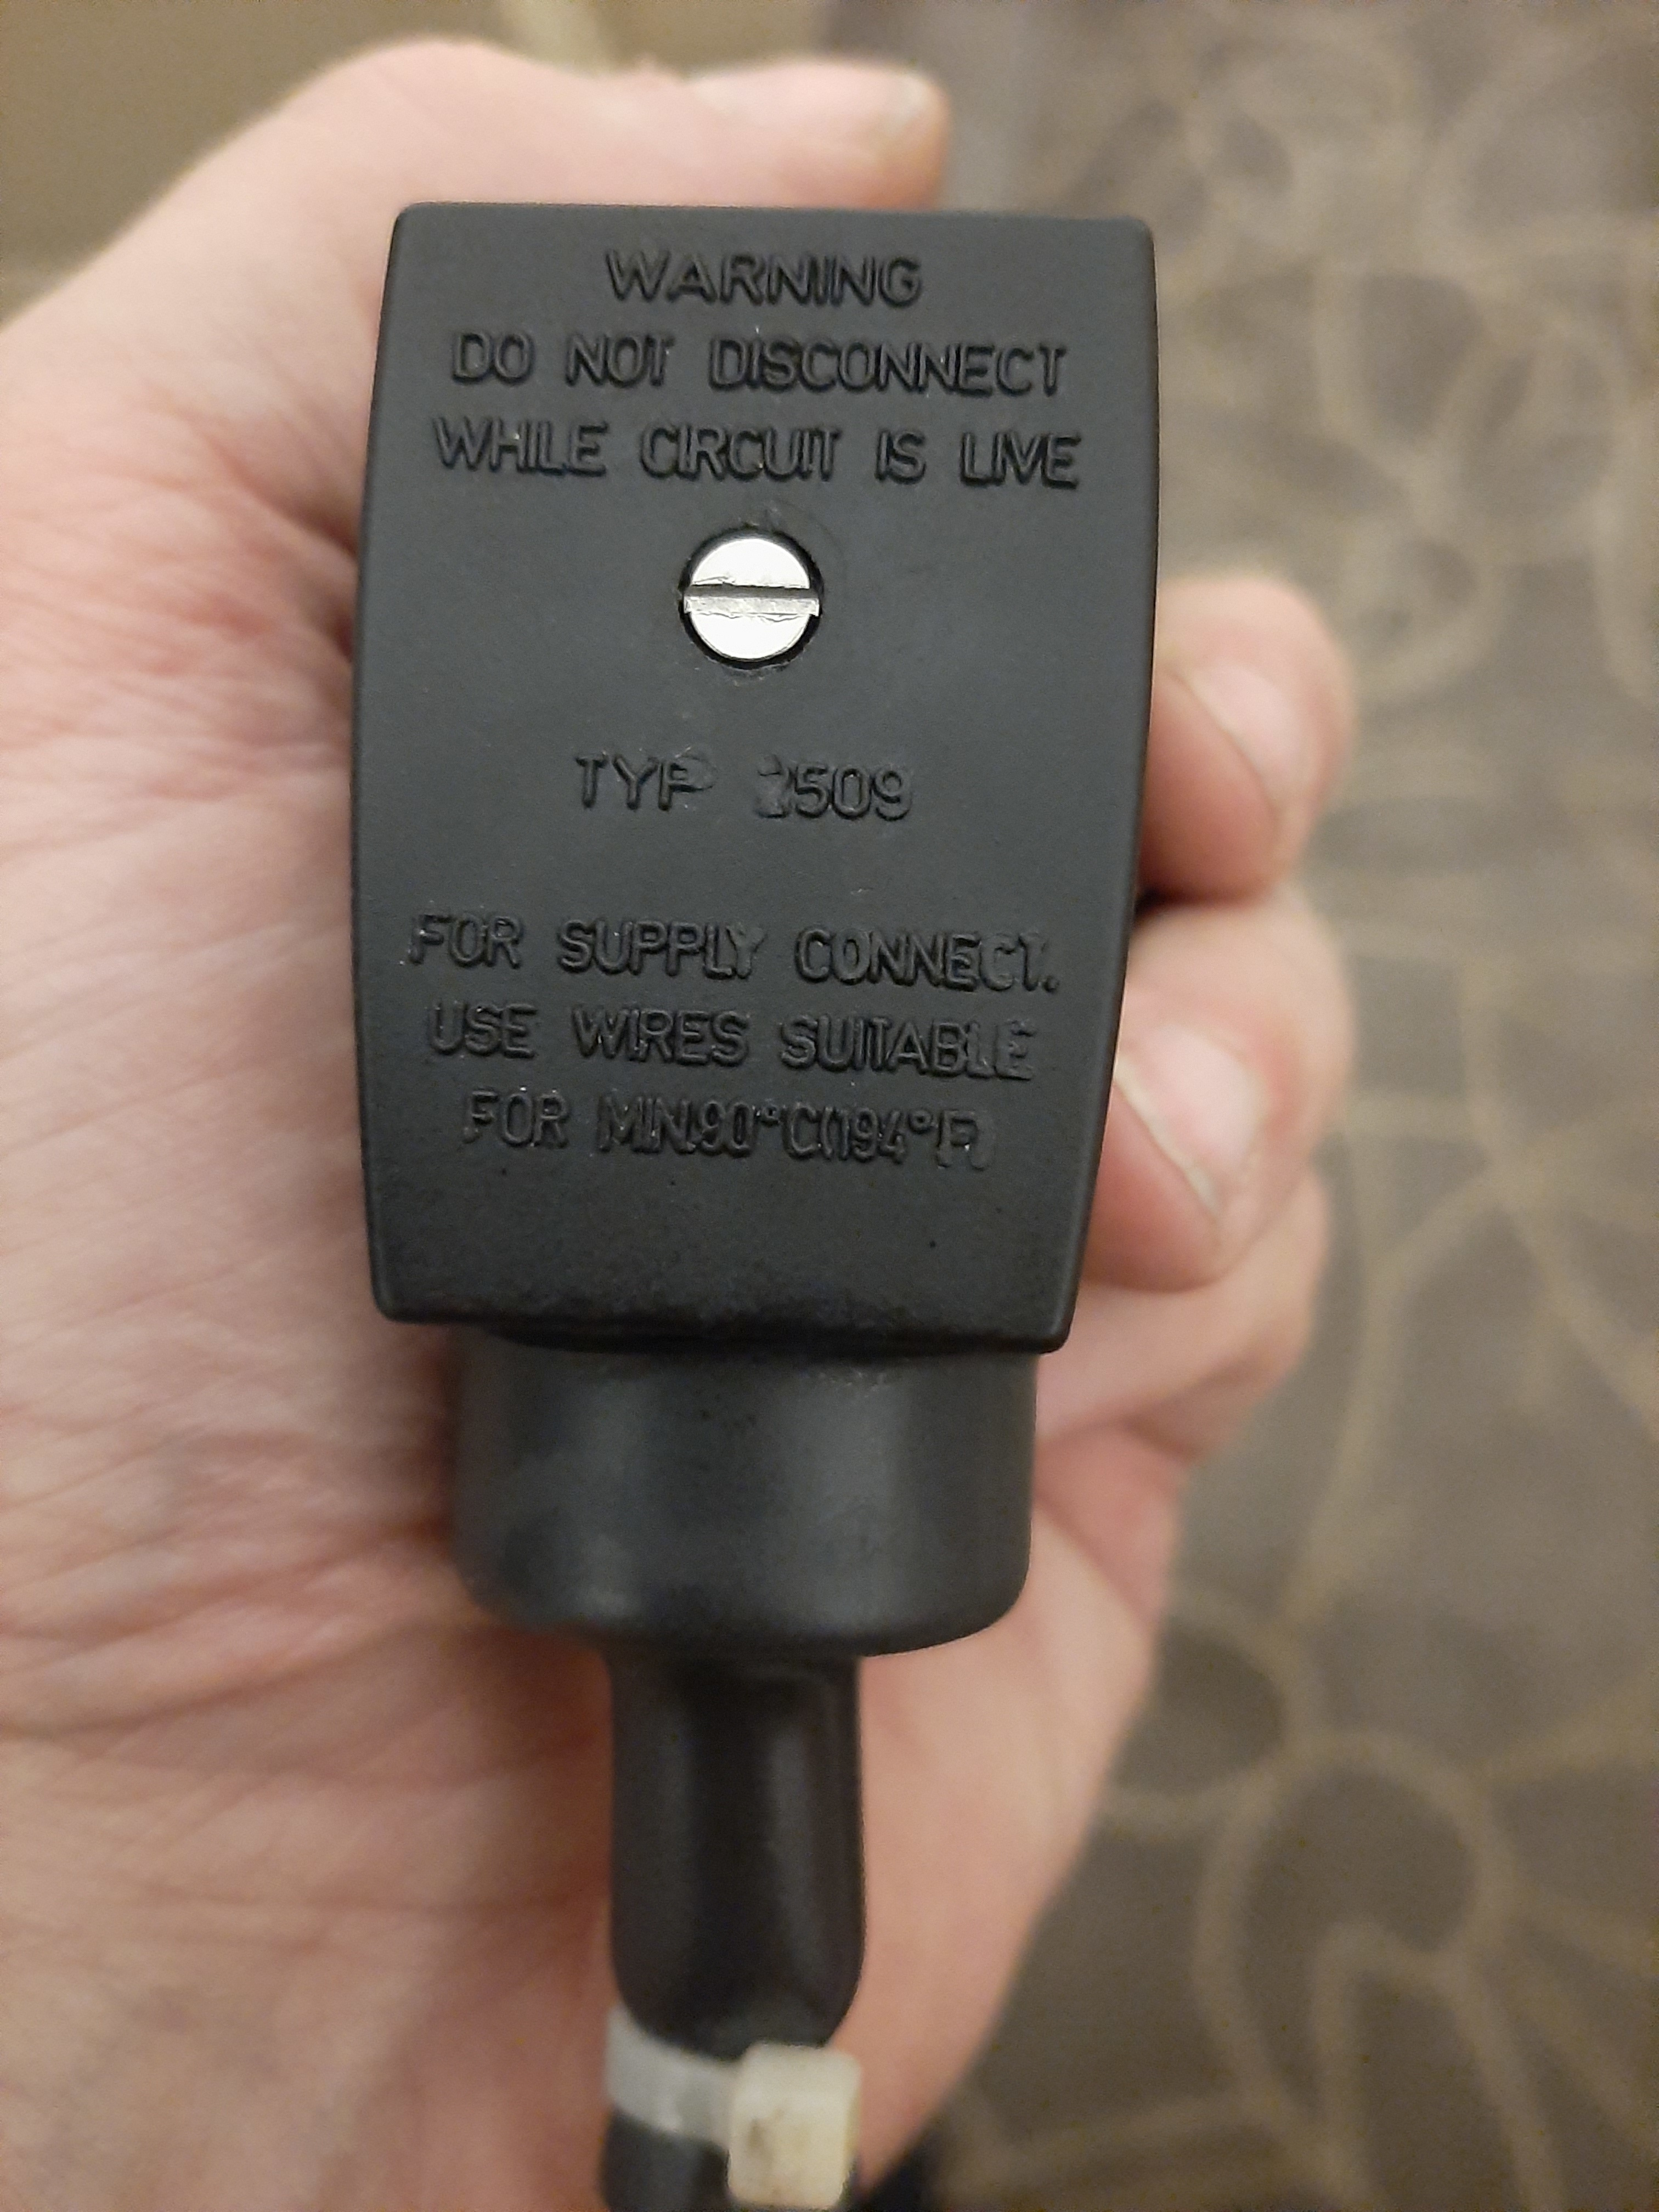 WARNING
DO NOT DISCONNECT
WHILE CIRCUIT IS LIVE
TYP 2509
FOR SUPPLY CONNECT.
USE WIRES SUITABLE
FOR MIN.90°C(194°F)